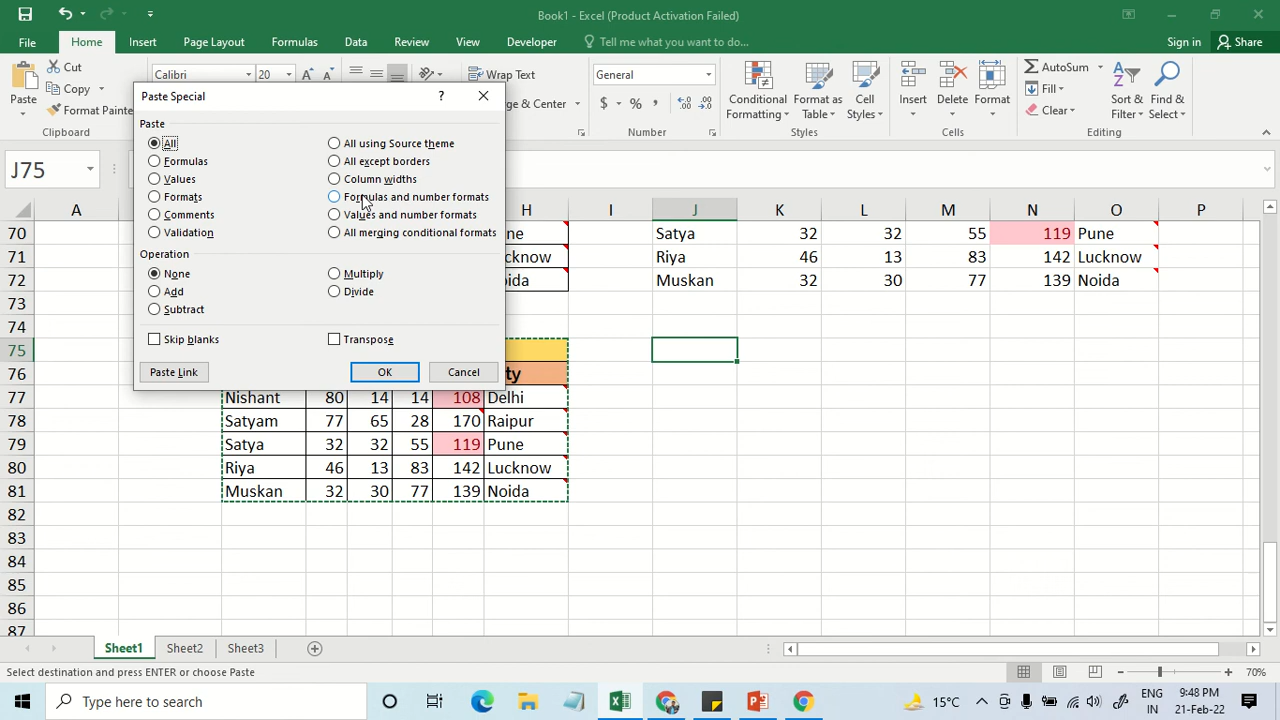 Book1 - Excel (Product Activation Failed)
File Home Insert Page Layout Formulas Data Review View Developer Tell me what you want to do... Sign in Share
Cut
Copy
Format Painter
Paste
Clipboard
Calibri 20
Wrap Text
General
Number
Conditional Formatting
Format as Table
Cell Styles
Styles
Insert Delete Format
Cells
AutoSum
Fill
Clear
Sort & Filter
Find & Select
Editing
J75
Paste Special
?
Paste
All All using Source theme
Formulas All except borders
Values Column widths
Formats Formulas and number formats
Comments Values and number formats
Validation All merging conditional formats
Operation
None Multiply
Add Divide
Subtract
Skip blanks Transpose
Paste Link OK Cancel
A H I J K L M N O P
70 ne Satya 32 32 55 119 Pune
71 cknow Riya 46 13 83 142 Lucknow
72 ida Muskan 32 30 77 139 Noida
73
74
75
76 ty
77 Nishant 80 14 14 108 Delhi
78 Satyam 77 65 28 170 Raipur
79 Satya 32 32 55 119 Pune
80 Riya 46 13 83 142 Lucknow
81 Muskan 32 30 77 139 Noida
82
83
84
85
86
87
Sheet1 Sheet2 Sheet3
Select destination and press ENTER or choose Paste 70%
Type here to search 15°C ENG 9:48 PM
IN 21-Feb-22